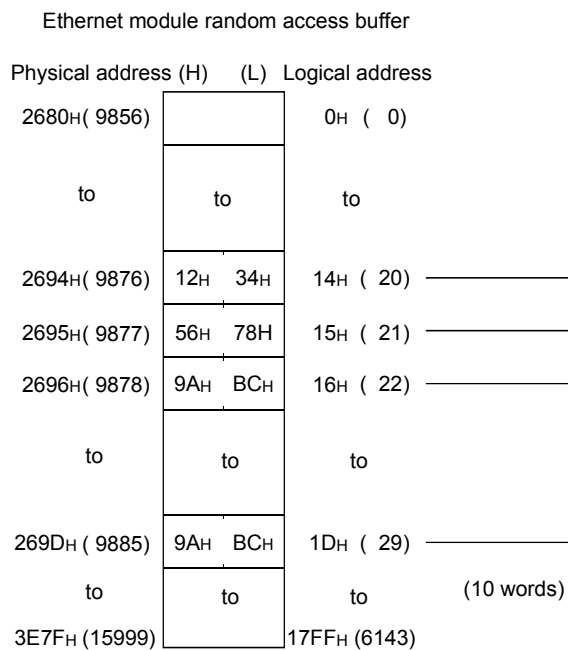 Ethernet module random access buffer
Physical address (H) (L) Logical address
2680H( 9856) 0H ( 0)
to to to
2694H( 9876) 12H 34H 14H ( 20)
2695H( 9877) 56H 78H 15H ( 21)
2696H( 9878) 9AH BCH 16H ( 22)
to to to
269DH( 9885) 9AH BCH 1DH ( 29)
to to to (10 words)
3E7FH (15999) 17FFH (6143)